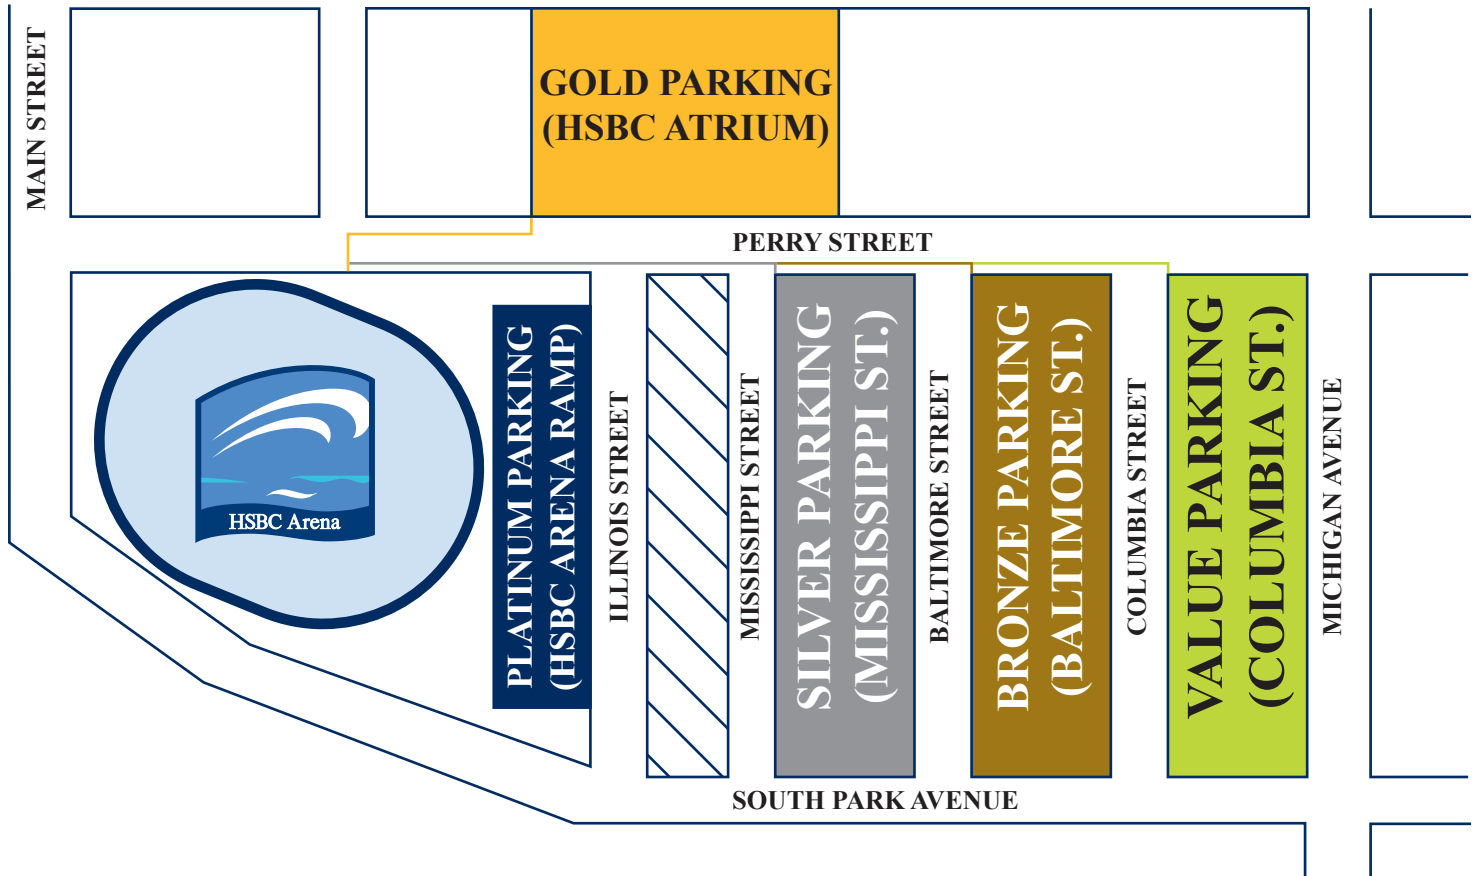 MAIN STREET
GOLD PARKING
(HSBC ATRIUM)
PERRY STREET
HSBC Arena
PLATINUM PARKING
(HSBC ARENA RAMP)
ILLINOIS STREET
MISSISSIPPI STREET
SILVER PARKING
(MISSISSIPPI ST.)
BALTIMORE STREET
BRONZE PARKING
(BALTIMORE ST.)
COLUMBIA STREET
VALUE PARKING
(COLUMBIA ST.)
MICHIGAN AVENUE
SOUTH PARK AVENUE